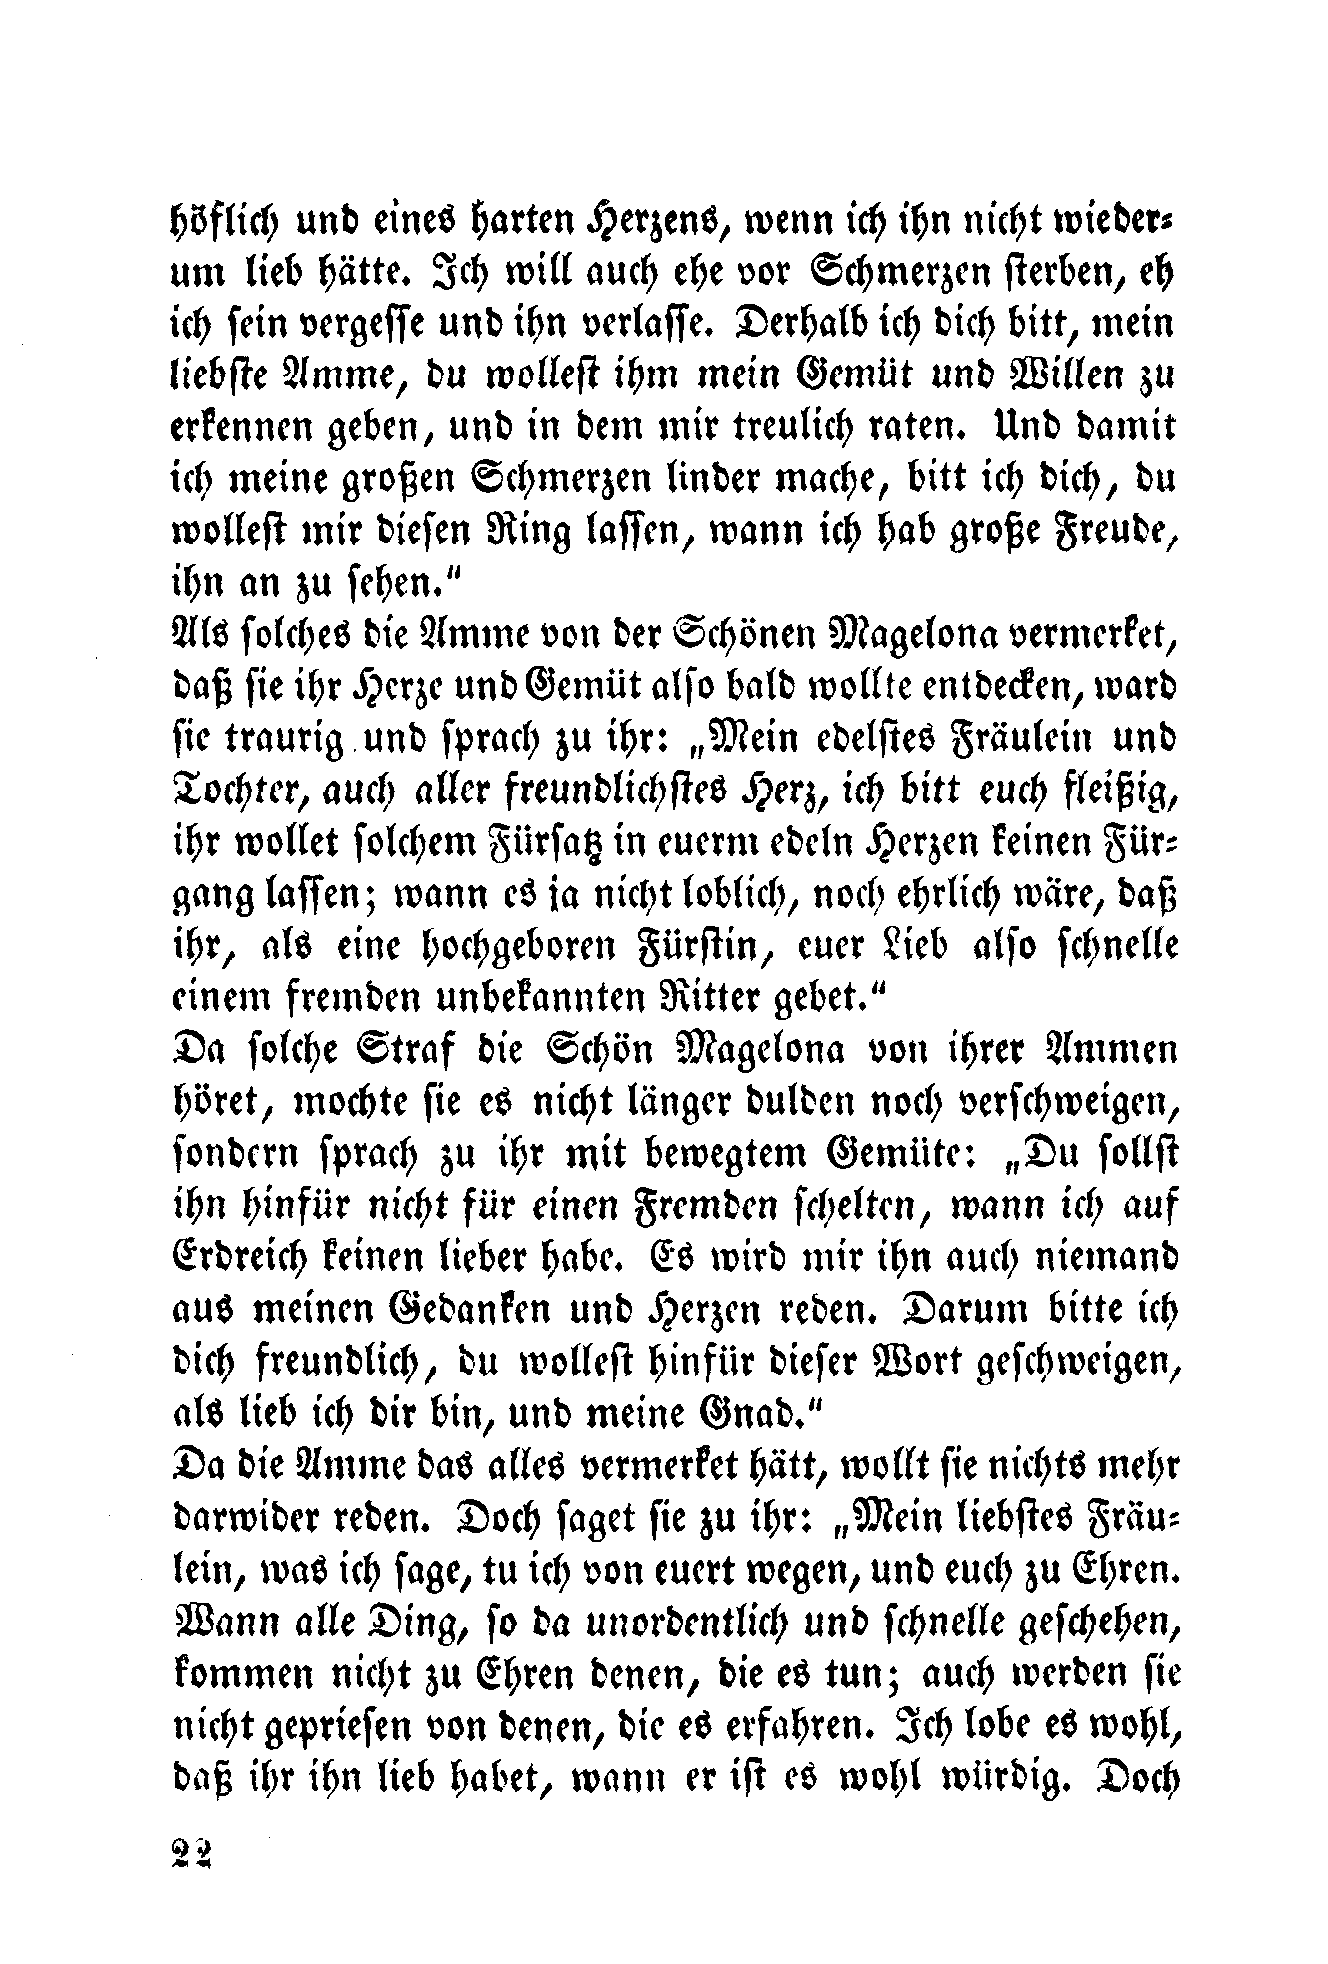 höflich und eines harten Herzens, wenn ich ihn nicht wieder-
um lieb hätte. Ich will auch ehe vor Schmerzen sterben, eh
ich sein vergesse und ihn verlasse. Derhalb ich dich bitt, mein
liebste Amme, du wollest ihm mein Gemüt und Willen zu
erkennen geben, und in dem mir treulich raten. Und damit
ich meine großen Schmerzen linder mache, bitt ich dich, du
wollest mir diesen Ring lassen, wann ich hab große Freude,
ihn an zu sehen.“
Als solches die Amme von der Schönen Magelona vermerket,
daß sie ihr Herze und Gemüt also bald wollte entdecken, ward
sie traurig und sprach zu ihr: „Mein edelstes Fräulein und
Tochter, auch aller freundlichstes Herz, ich bitt euch fleißig,
ihr wollet solchem Fürsatz in euerm edeln Herzen keinen Für-
gang lassen; wann es ja nicht loblich, noch ehrlich wäre, daß
ihr, als eine hochgeboren Fürstin, euer Lieb also schnelle
einem fremden unbekannten Ritter gebet.“
Da solche Straf die Schön Magelona von ihrer Ammen
höret, mochte sie es nicht länger dulden noch verschweigen,
sondern sprach zu ihr mit bewegtem Gemüte: „Du sollst
ihn hinfür nicht für einen Fremden schelten, wann ich auf
Erdreich keinen lieber habe. Es wird mir ihn auch niemand
aus meinen Gedanken und Herzen reden. Darum bitte ich
dich freundlich, du wollest hinfür dieser Wort geschweigen,
als lieb ich dir bin, und meine Gnad.“
Da die Amme das alles vermerket hätt, wollt sie nichts mehr
darwider reden. Doch saget sie zu ihr: „Mein liebstes Fräu-
lein, was ich sage, tu ich von euert wegen, und euch zu Ehren.
Wann alle Ding, so da unordentlich und schnelle geschehen,
kommen nicht zu Ehren denen, die es tun; auch werden sie
nicht gepriesen von denen, die es erfahren. Ich lobe es wohl,
daß ihr ihn lieb habet, wann er ist es wohl würdig. Doch
22